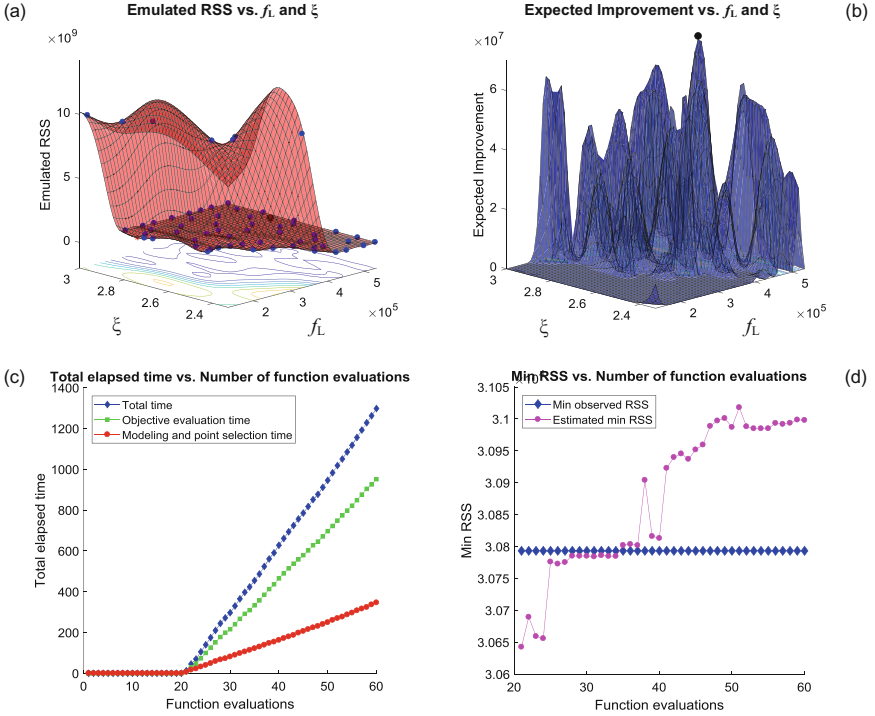 (a)
Emulated RSS vs. f_L and ξ
×10^9
Emulated RSS
10
5
0
3
2.8
2.6
2.4
ξ
2
3
4
5
×10^5
f_L
(b)
Expected Improvement vs. f_L and ξ
×10^7
Expected Improvement
6
4
2
0
3
2.8
2.6
2.4
ξ
2
3
4
5
×10^5
f_L
(c)
Total elapsed time vs. Number of function evaluations
Total time
Objective evaluation time
Modeling and point selection time
Total elapsed time
1400
1200
1000
800
600
400
200
0
0
10
20
30
40
50
60
Function evaluations
(d)
Min RSS vs. Number of function evaluations
Min observed RSS
Estimated min RSS
Min RSS
3.105
3.1
3.095
3.09
3.085
3.08
3.075
3.07
3.065
3.06
20
30
40
50
60
Function evaluations